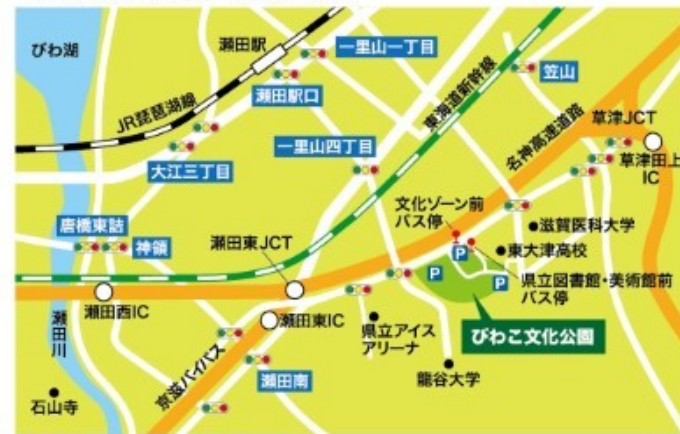 びわ湖
瀬田駅
一里山一丁目
瀬田駅口
JR琵琶湖線
東海道新幹線
笠山
名神高速道路
草津JCT
草津田上
IC
大江三丁目
一里山四丁目
文化ゾーン前
バス停
滋賀医科大学
唐橋東詰
神領
瀬田東JCT
P
東大津高校
P
P
県立図書館・美術館前
バス停
瀬田西IC
瀬田東IC
県立アイス
アリーナ
びわこ文化公園
瀬田川
京滋バイパス
瀬田南
龍谷大学
石山寺